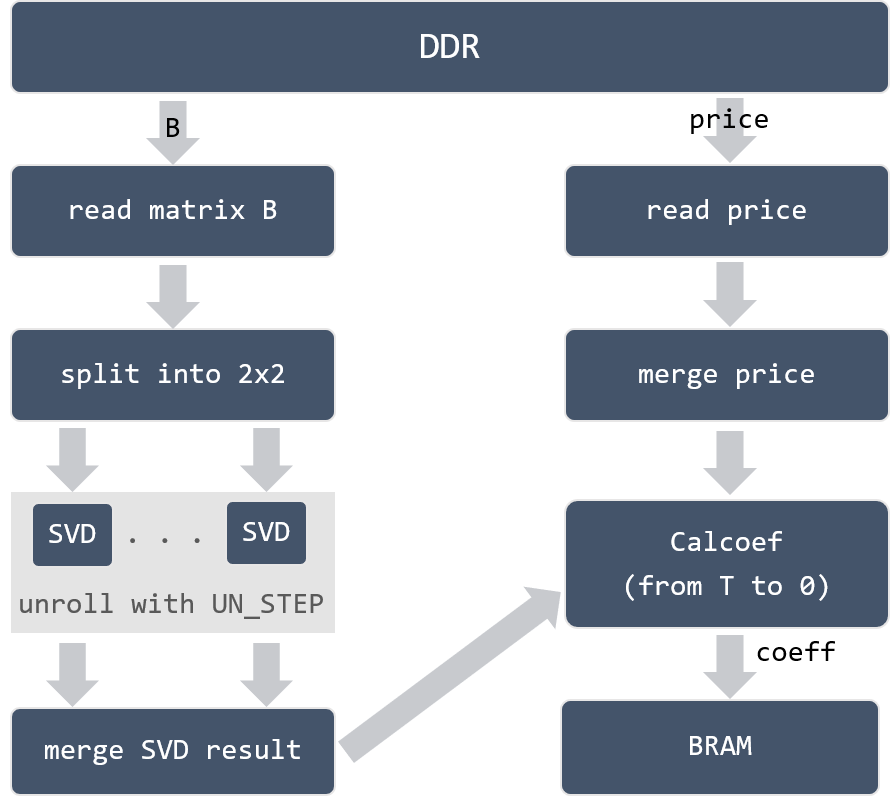 DDR
B
price
read matrix B
read price
split into 2x2
merge price
SVD . . . SVD
unroll with UN_STEP
Calcoef
(from T to 0)
coeff
merge SVD result
BRAM